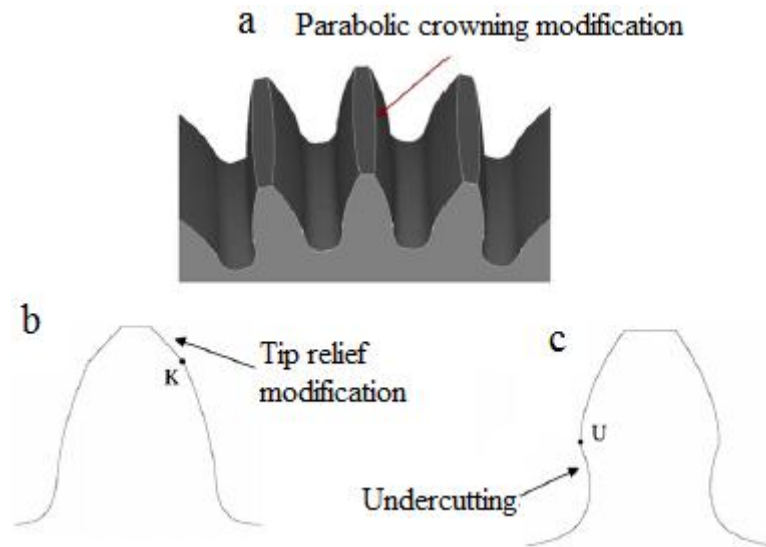 a
Parabolic crowning modification
b
Tip relief
modification
K
c
U
Undercutting